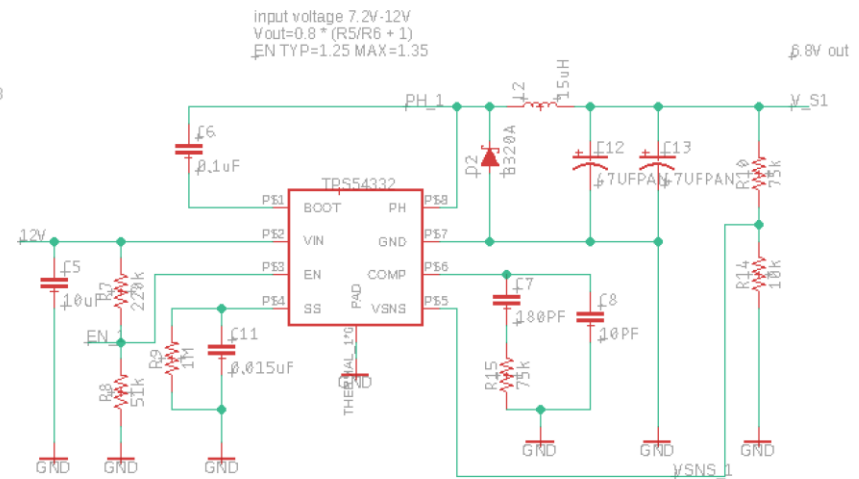 input voltage 7.2V-12V
Vout=0.8 * (R5/R6 + 1)
EN TYP=1.25 MAX=1.35
6.8V out
3
PH_1
L2
15uH
V_S1
C6
0.1uF
D2
B320A
C12
47UFPAN
C13
47UFPAN
R10
75k
TPS54332
P$1
BOOT
PH
P$8
12V
P$2
VIN
GND
P$7
P$3
EN
COMP
P$6
P$4
SS
VSNS
P$5
PAD
THERMAL_1*6
C5
10uF
R7
EN_
R8
51k
R9
1M
C11
0.015uF
GND
C7
180PF
C8
10PF
R15
75k
R14
10k
GND
GND
GND
GND
GND
GND
VSNS_1